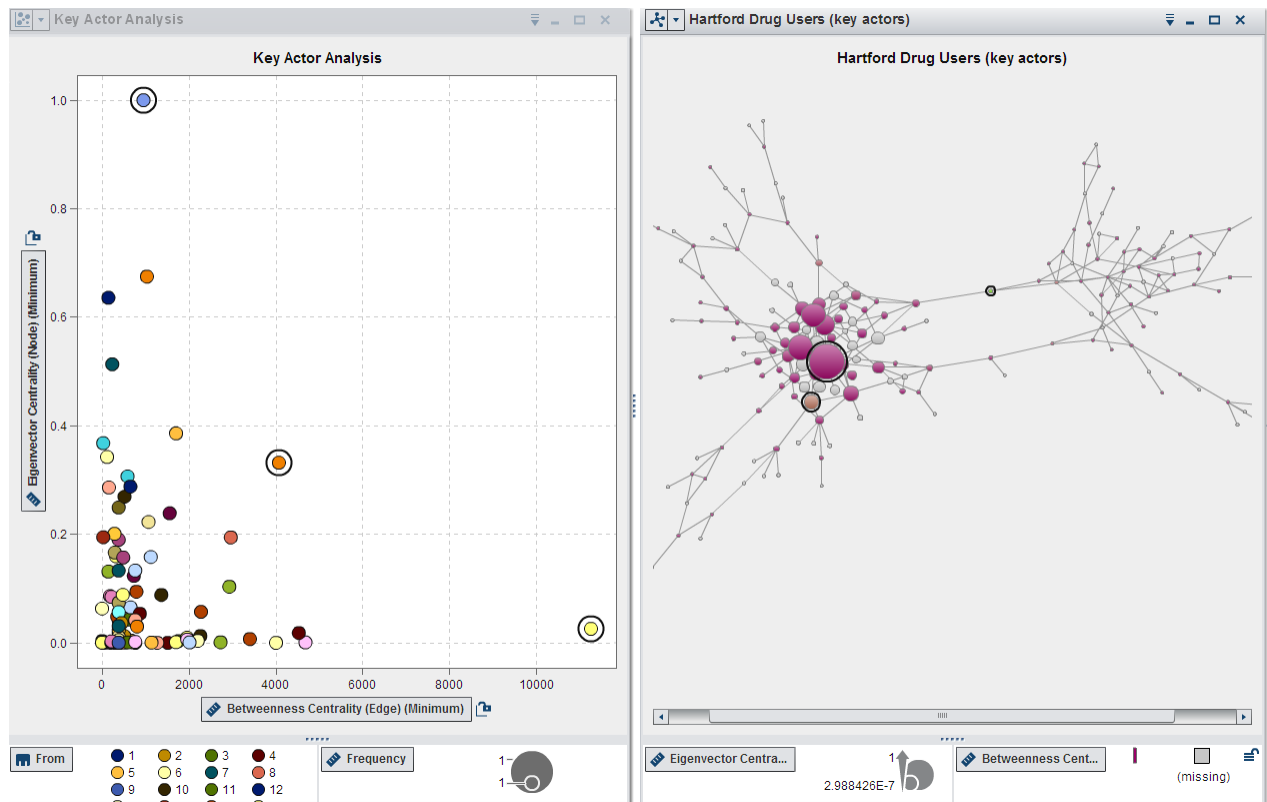 Key Actor Analysis
Key Actor Analysis
1.0
0.8
0.6
0.4
0.2
0.0
Eigenvector Centrality (Node) (Minimum)
0 2000 4000 6000 8000 10000
Betweenness Centrality (Edge) (Minimum)
From
1 2 3 4
5 6 7 8
9 10 11 12
Frequency
1
1
Hartford Drug Users (key actors)
Hartford Drug Users (key actors)
Eigenvector Centra...
1
2.988426E-7
Betweenness Cent...
(missing)